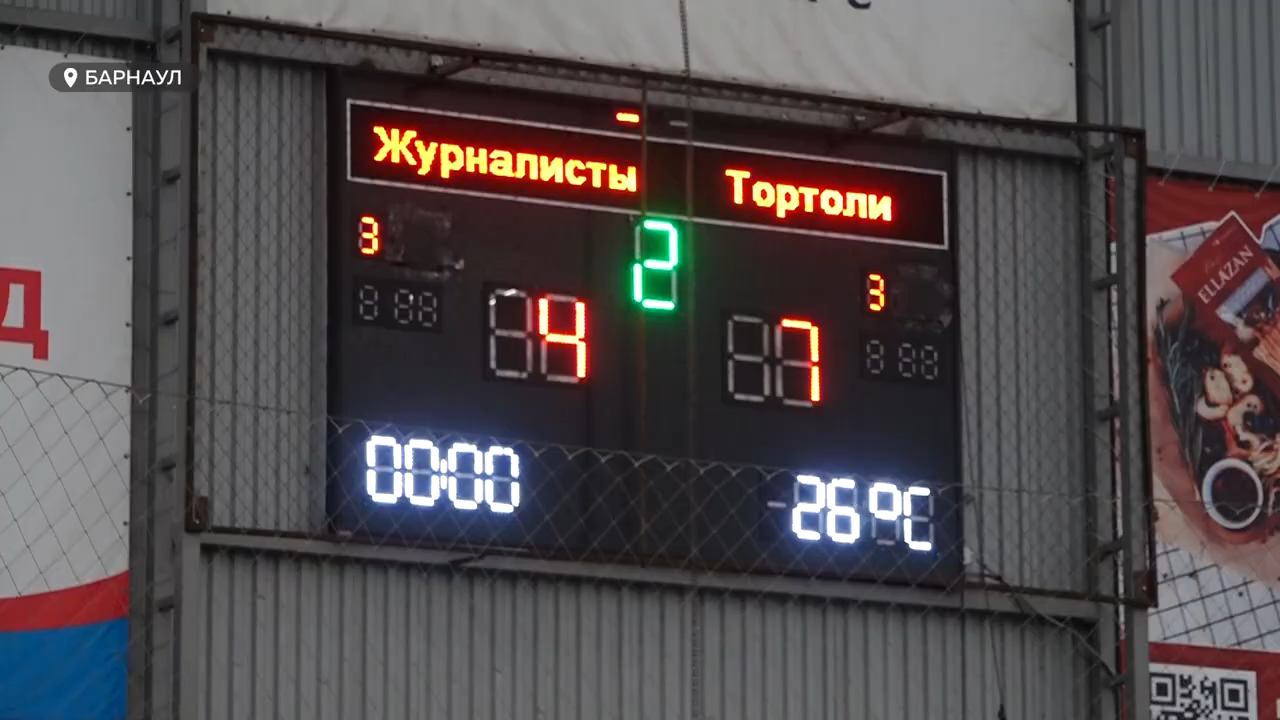 БАРНАУЛ
Журналисты Тортоли
3 2 3
4 7
00:00 26°C
Д
ELLAZAN